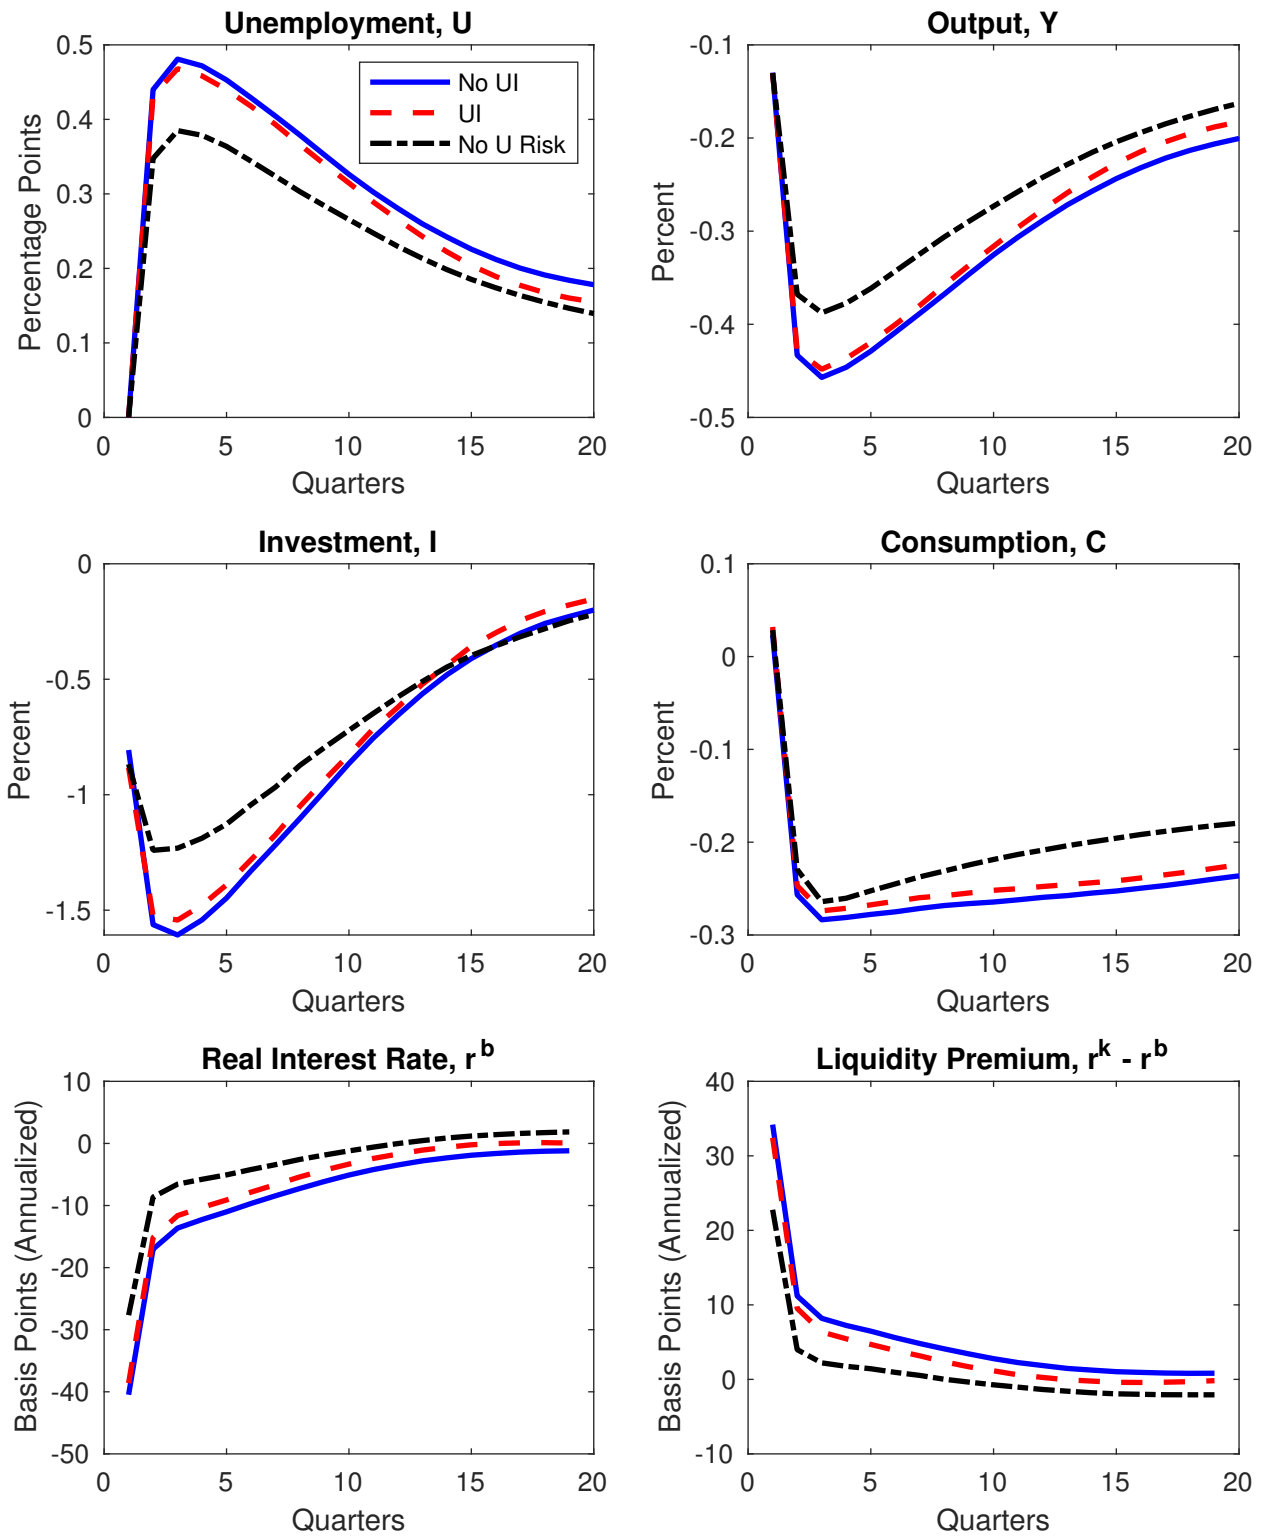 Unemployment, U
Percentage Points
0.5
0.4
0.3
0.2
0.1
0
No UI
UI
No U Risk
0 5 10 15 20
Quarters
Output, Y
Percent
-0.1
-0.2
-0.3
-0.4
-0.5
0 5 10 15 20
Quarters
Investment, I
Percent
0
-0.5
-1
-1.5
0 5 10 15 20
Quarters
Consumption, C
Percent
0.1
0
-0.1
-0.2
-0.3
0 5 10 15 20
Quarters
Real Interest Rate, r^b
Basis Points (Annualized)
10
0
-10
-20
-30
-40
-50
0 5 10 15 20
Quarters
Liquidity Premium, r^k - r^b
Basis Points (Annualized)
40
30
20
10
0
-10
0 5 10 15 20
Quarters